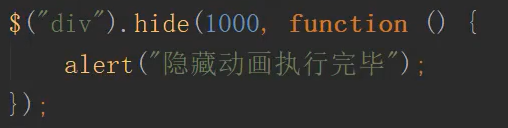 $("div").hide(1000, function () {
    alert("隐藏动画执行完毕");
});